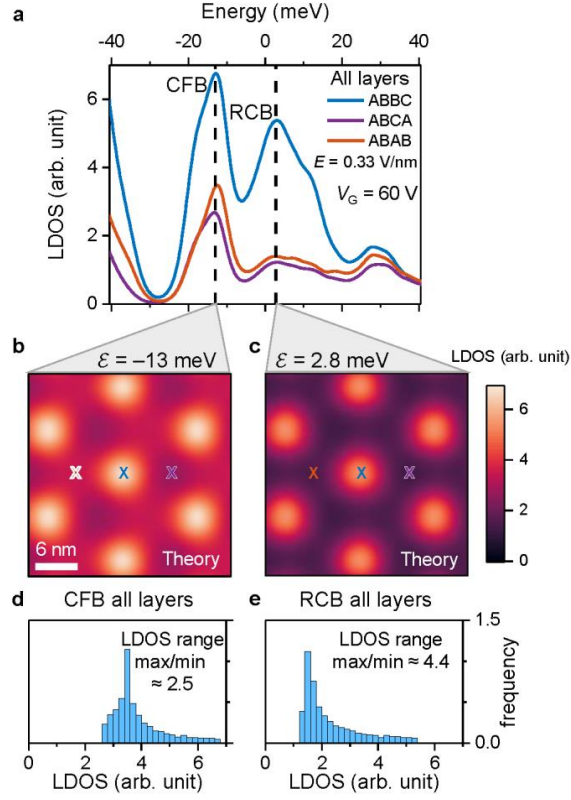 a
Energy (meV)
-40 -20 0 20 40
CFB
RCB
All layers
ABBC
ABCA
ABAB
E = 0.33 V/nm
V_G = 60 V
LDOS (arb. unit)
6
4
2
0
b
ℰ = −13 meV
c
ℰ = 2.8 meV
LDOS (arb. unit)
X X X
6 nm
Theory
X X X
Theory
6
4
2
0
d
CFB all layers
e
RCB all layers
LDOS range
max/min
≈ 2.5
LDOS range
max/min ≈ 4.4
1.5
0.0
frequency
0 2 4 6
0 2 4 6
LDOS (arb. unit)
LDOS (arb. unit)